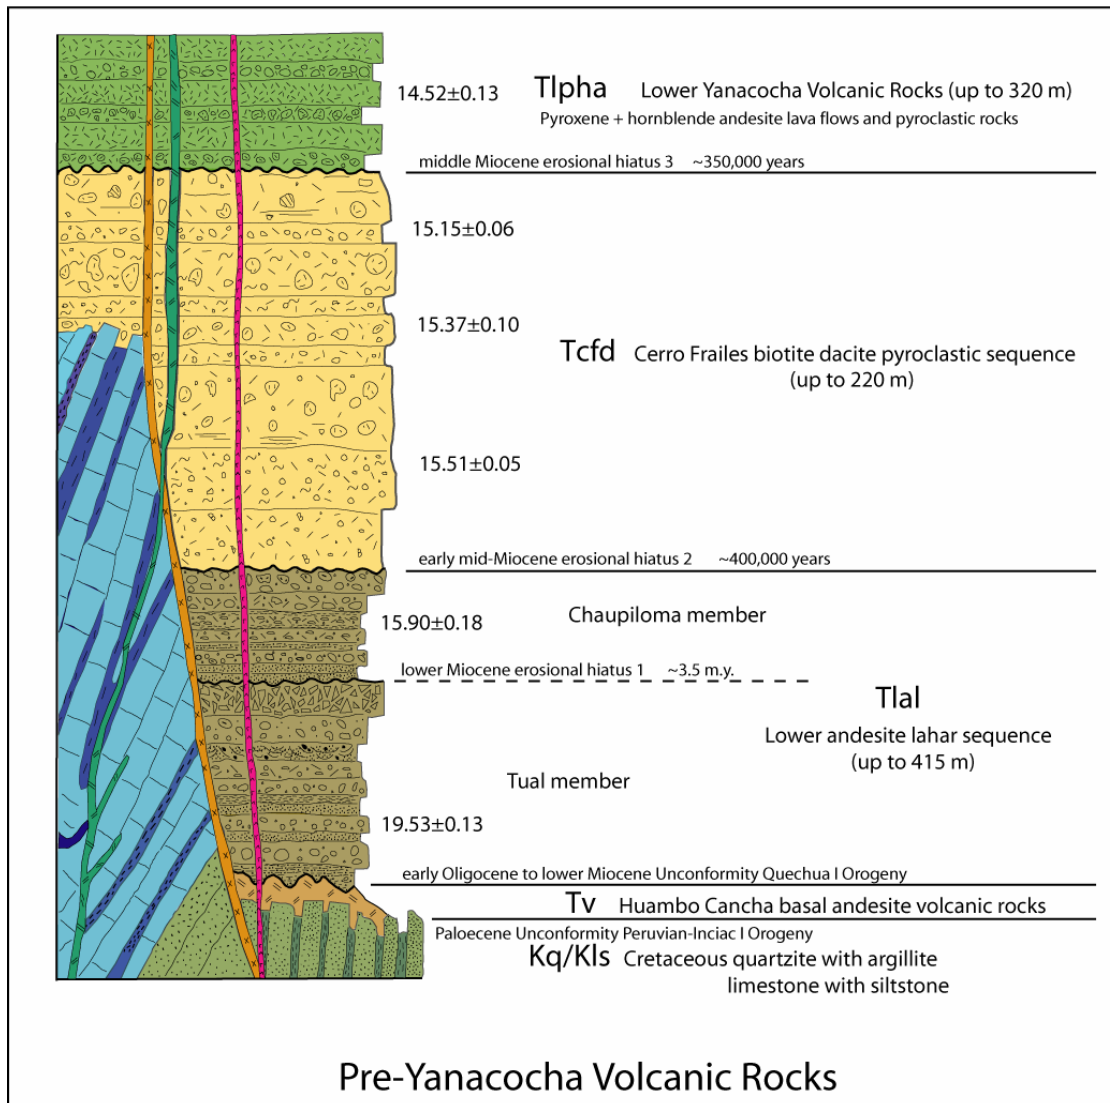 14.52±0.13
Tlpha Lower Yanacocha Volcanic Rocks (up to 320 m)
Pyroxene + hornblende andesite lava flows and pyroclastic rocks
middle Miocene erosional hiatus 3 ~350,000 years
15.15±0.06
15.37±0.10
Tcfd Cerro Frailes biotite dacite pyroclastic sequence
(up to 220 m)
15.51±0.05
early mid-Miocene erosional hiatus 2 ~400,000 years
15.90±0.18
Chaupiloma member
lower Miocene erosional hiatus 1 ~3.5 m.y.
Tlal
Lower andesite lahar sequence
(up to 415 m)
Tual member
19.53±0.13
early Oligocene to lower Miocene Unconformity Quechua I Orogeny
Tv Huambo Cancha basal andesite volcanic rocks
Paloecene Unconformity Peruvian-Inciac I Orogeny
Kq/Kls Cretaceous quartzite with argillite
limestone with siltstone
Pre-Yanacocha Volcanic Rocks